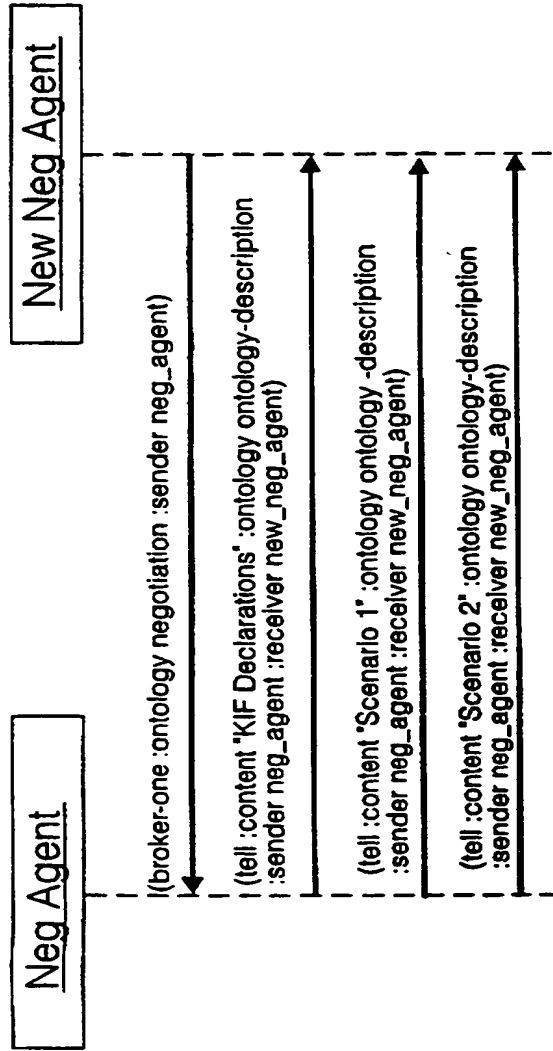 Neg Agent
New Neg Agent
!(broker-one :ontology negotiation :sender neg_agent)
(tell :content "KIF Declarations" :ontology ontology-description
:sender neg_agent :receiver new_neg_agent)
(tell :content "Scenario 1" :ontology ontology -description
:sender neg_agent :receiver new_neg_agent)
(tell :content "Scenario 2" :ontology ontology-description
:sender neg_agent :receiver new_neg_agent)